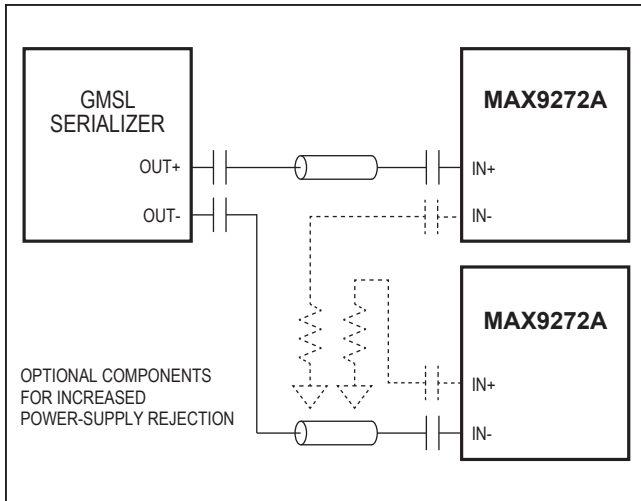 GMSL
SERIALIZER
OUT+
OUT-
MAX9272A
IN+
IN-
MAX9272A
IN+
IN-
OPTIONAL COMPONENTS
FOR INCREASED
POWER-SUPPLY REJECTION